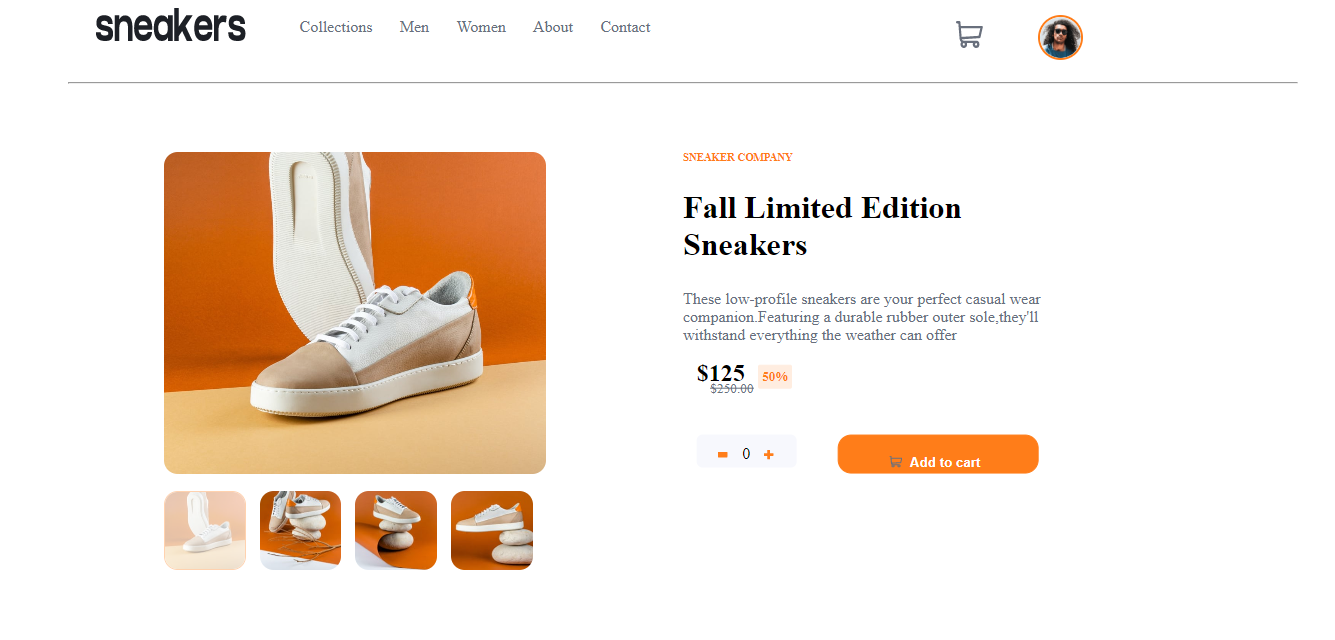 sneakers
Collections Men Women About Contact
SNEAKER COMPANY
Fall Limited Edition
Sneakers
These low-profile sneakers are your perfect casual wear
companion.Featuring a durable rubber outer sole,they'll
withstand everything the weather can offer
$125 50%
$250.00
0
Add to cart